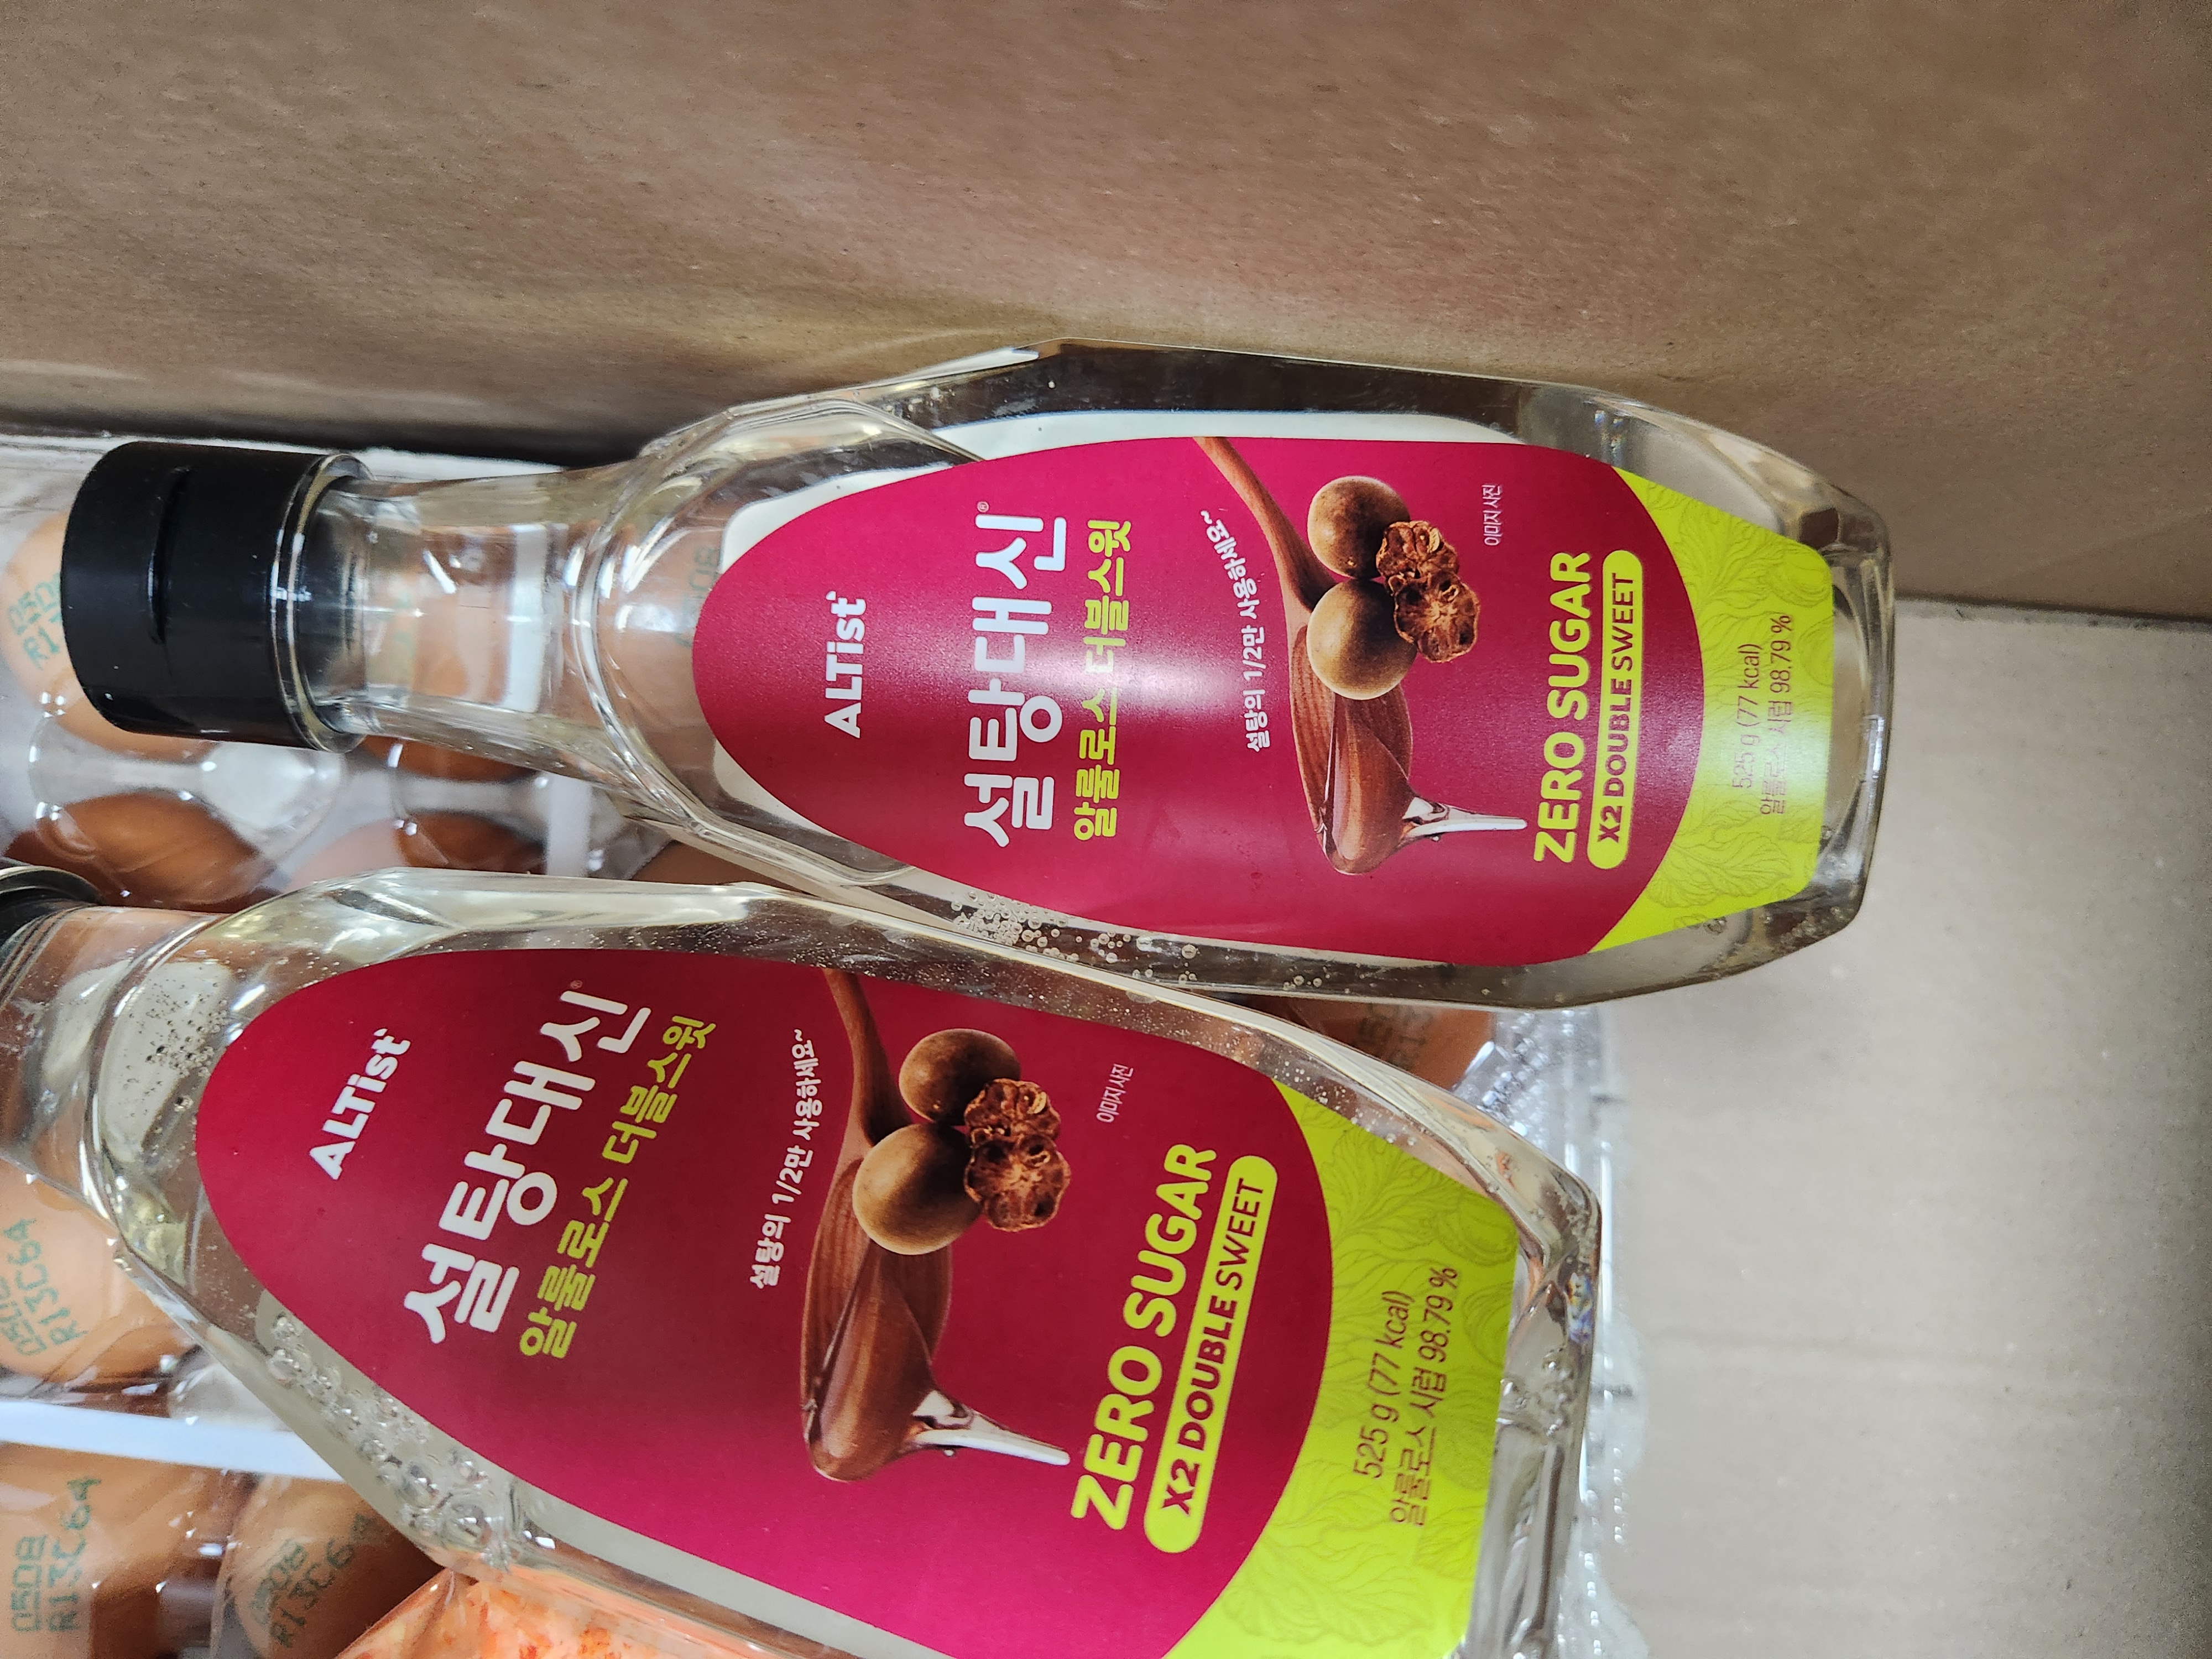 ALTist
설탕대신®
알룰로스 더블스윗
설탕의 1/2만 사용하세요~
이미지 사진
ZERO SUGAR
X2 DOUBLE SWEET
525 g (77 kcal)
알룰로스 시럽 98.79 %
ALTist
설탕대신®
알룰로스 더블스윗
설탕의 1/2만 사용하세요~
이미지 사진
ZERO SUGAR
X2 DOUBLE SWEET
525 g (77 kcal)
알룰로스 시럽 98.79 %
R13C64
0508
R13C64
R13C64